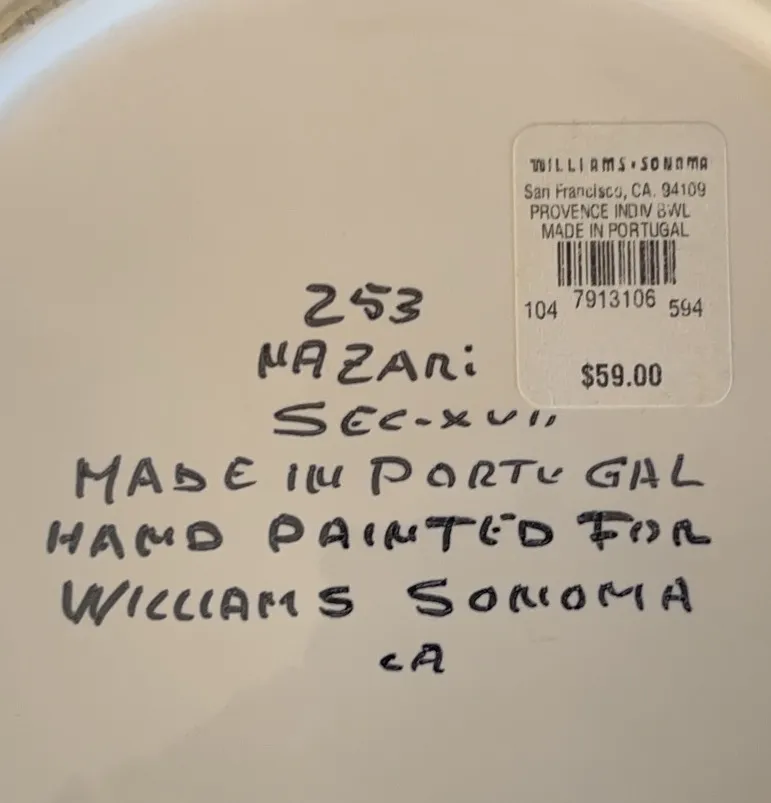 WILLIAMS-SONOMA
San Francisco, CA. 94109
PROVENCE INDIV BWL
MADE IN PORTUGAL
104 7913106 594
$59.00
253
NAZARi
SEC-XVII
MADE IN PORTUGAL
HAND PAINTED FOR
WILLIAMS SONOMA
CA